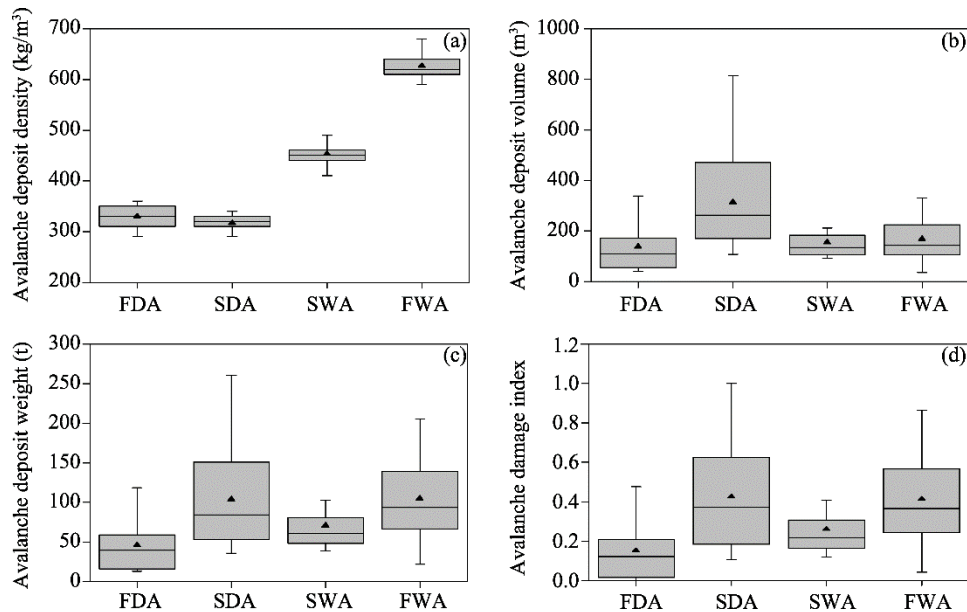 Avalanche deposit density (kg/m³)
700
600
500
400
300
200
(a)
FDA SDA SWA FWA
Avalanche deposit volume (m³)
1000
800
600
400
200
0
(b)
FDA SDA SWA FWA
Avalanche deposit weight (t)
300
250
200
150
100
50
0
(c)
FDA SDA SWA FWA
Avalanche damage index
1.2
1.0
0.8
0.6
0.4
0.2
0.0
(d)
FDA SDA SWA FWA